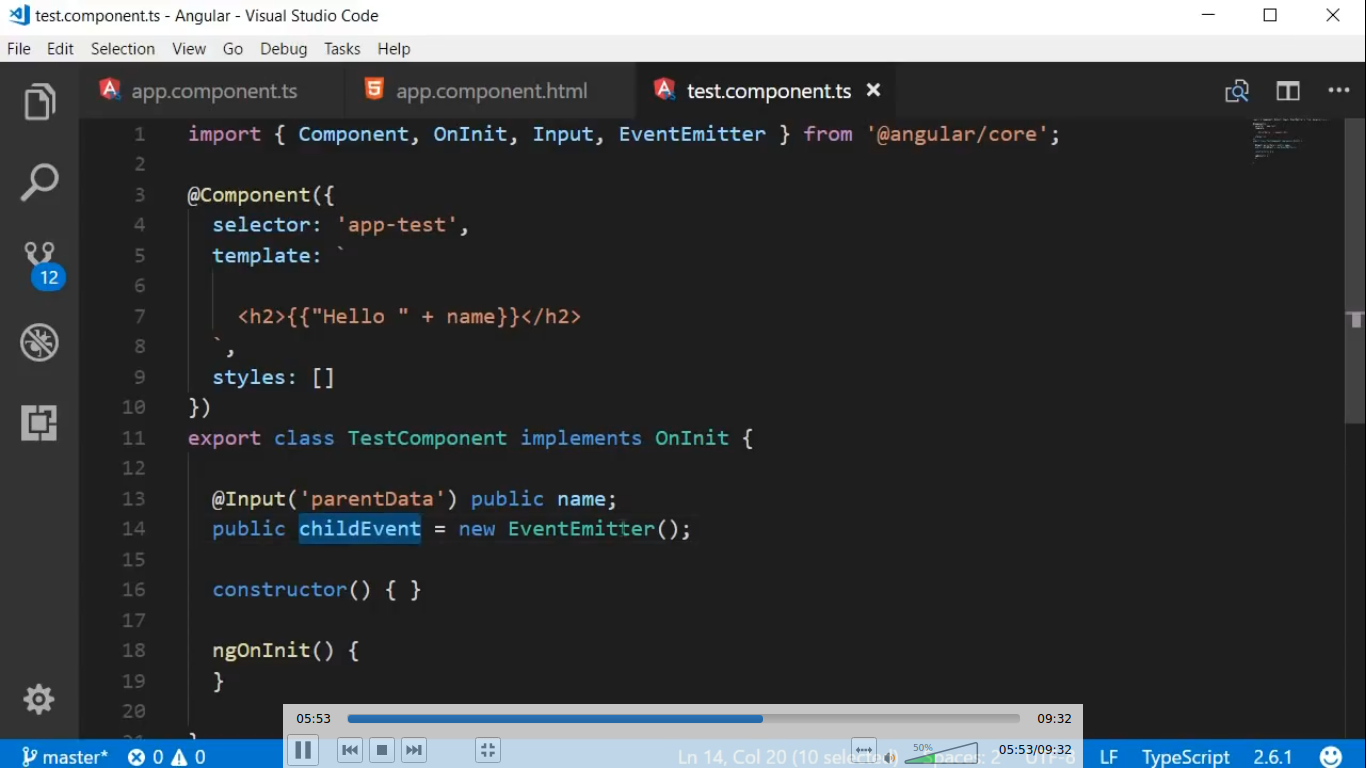 test.component.ts - Angular - Visual Studio Code
File Edit Selection View Go Debug Tasks Help
app.component.ts app.component.html test.component.ts
1 import { Component, OnInit, Input, EventEmitter } from '@angular/core';
2
3 @Component({
4 selector: 'app-test',
5 template: `
6
7 <h2>{{"Hello " + name}}</h2>
8 `,
9 styles: []
10 })
11 export class TestComponent implements OnInit {
12
13 @Input('parentData') public name;
14 public childEvent = new EventEmitter();
15
16 constructor() { }
17
18 ngOnInit() {
19 }
20
12
05:53 09:32
50% 05:53/09:32
master* 0 0 Ln 14, Col 20 (10 selected) Spaces: 2 UTF-8 LF TypeScript 2.6.1